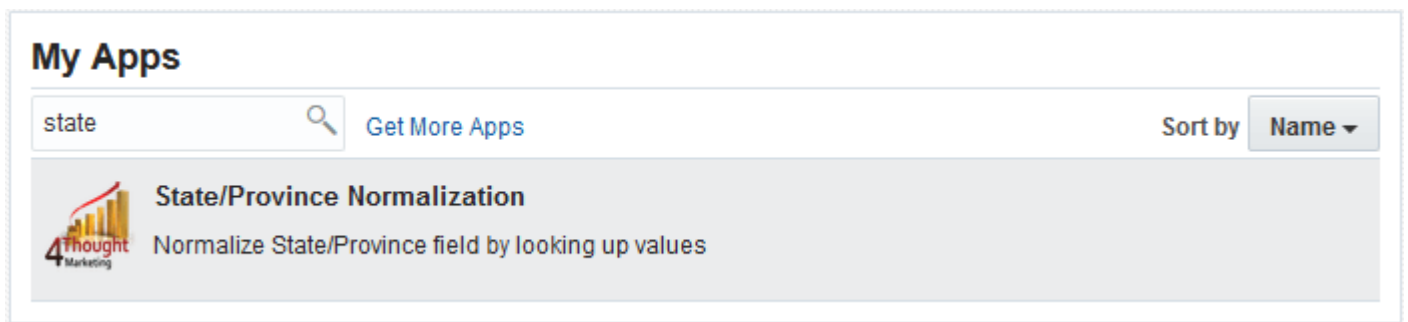 My Apps
state
Get More Apps
Sort by
Name
State/Province Normalization
4Thought
Marketing
Normalize State/Province field by looking up values